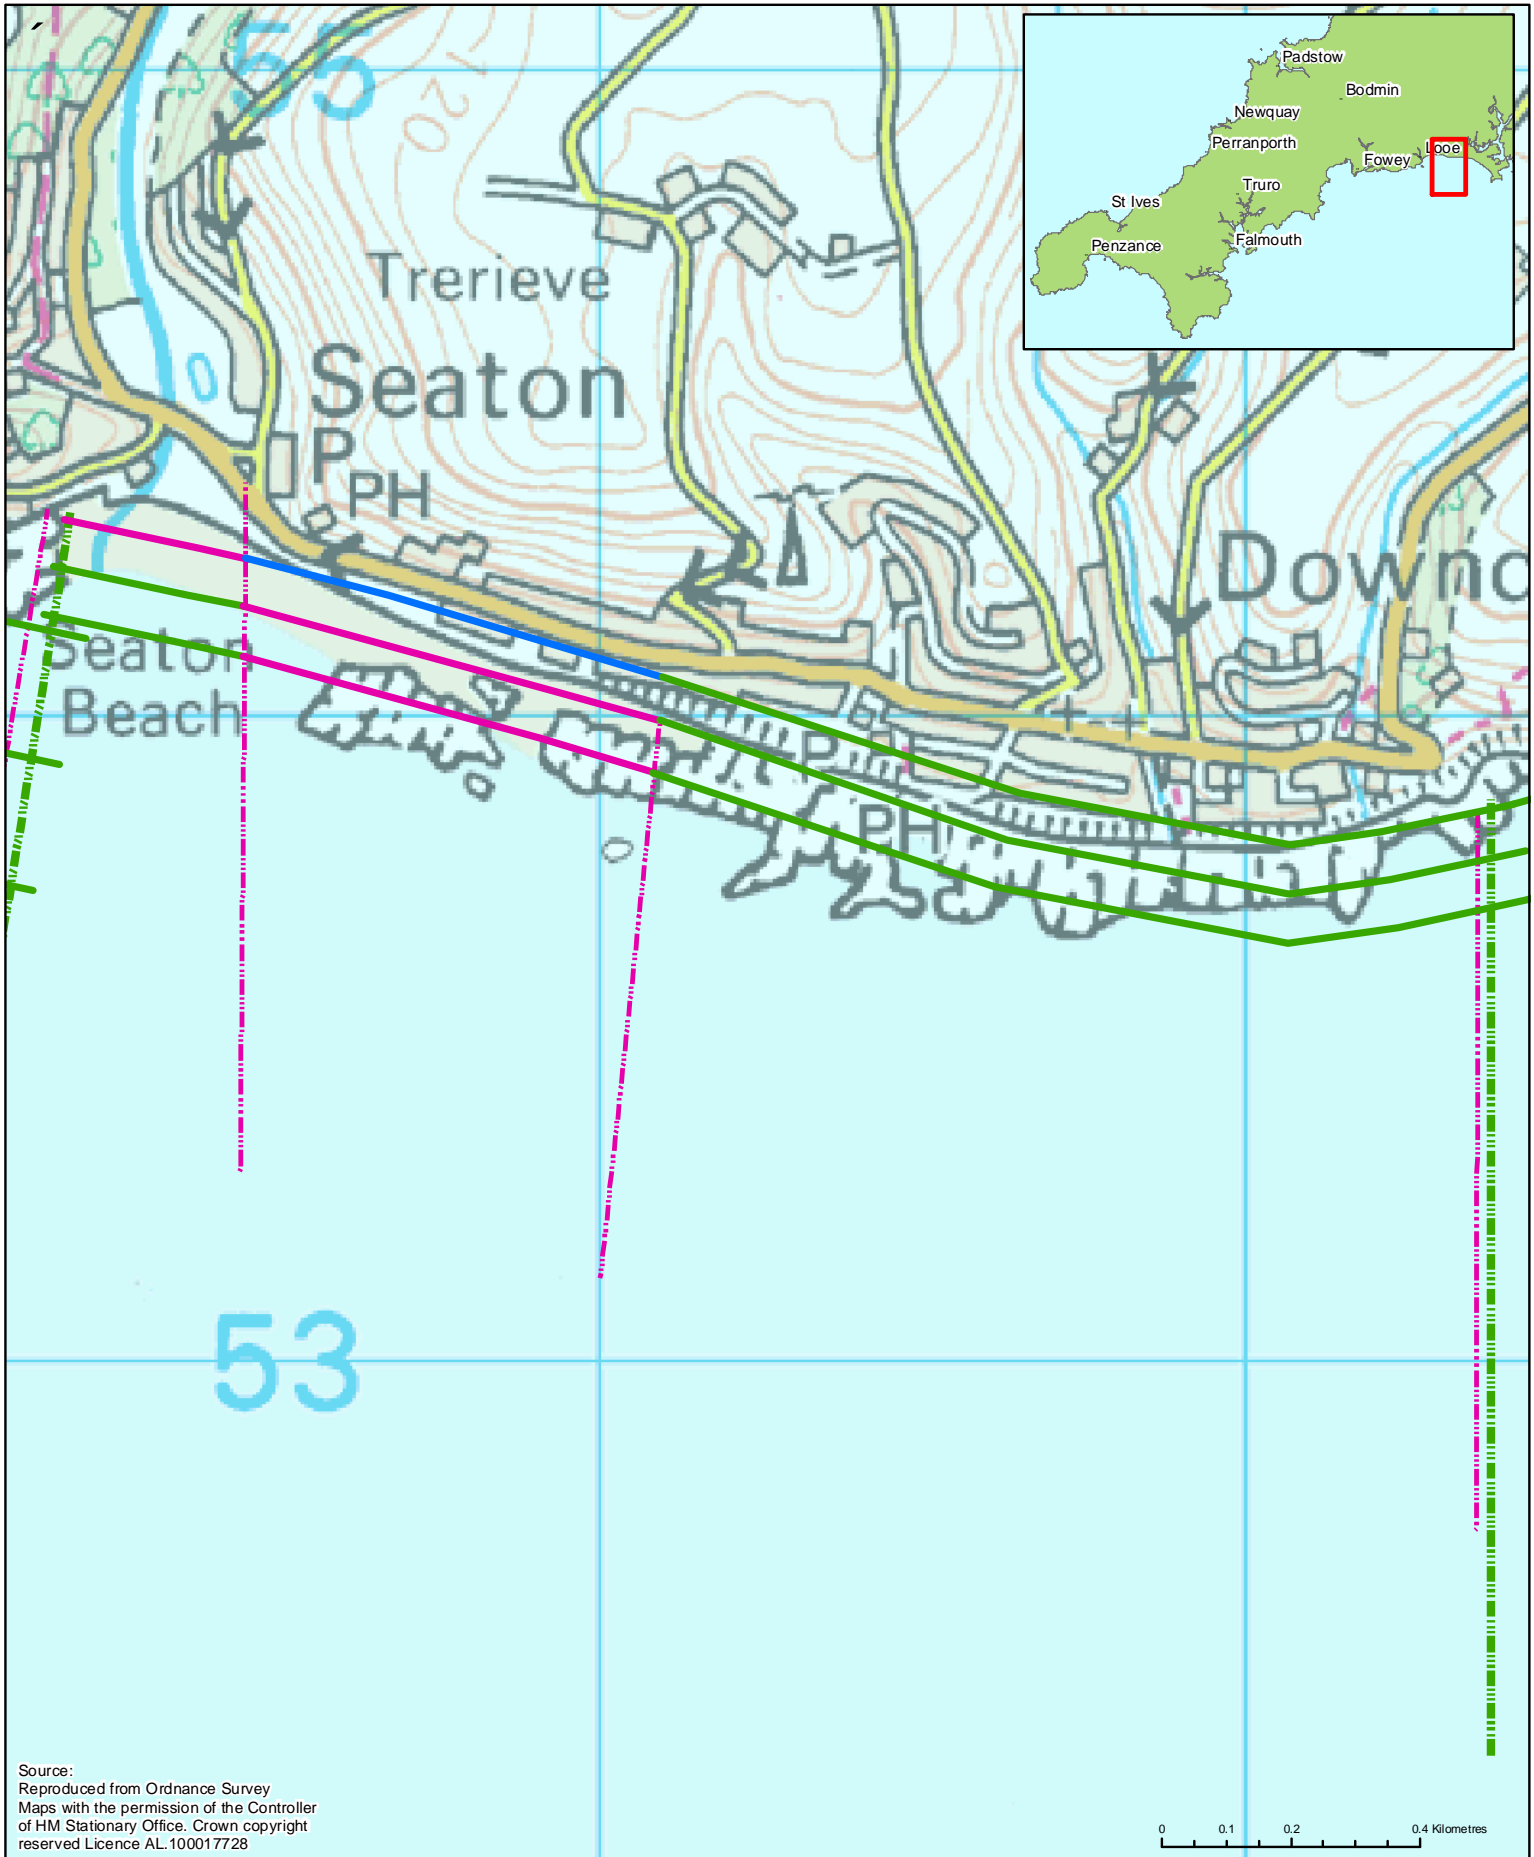 55
120
Trerieve
Seaton
0
P
PH
Downd
Seaton
Beach
P
PH
53
Padstow
Bodmin
Newquay
Perranporth
Looe
Fowey
Truro
St Ives
Falmouth
Penzance
Source:
Reproduced from Ordnance Survey
Maps with the permission of the Controller
of HM Stationary Office. Crown copyright
reserved Licence AL.100017728
0 0.1 0.2 0.4 Kilometres